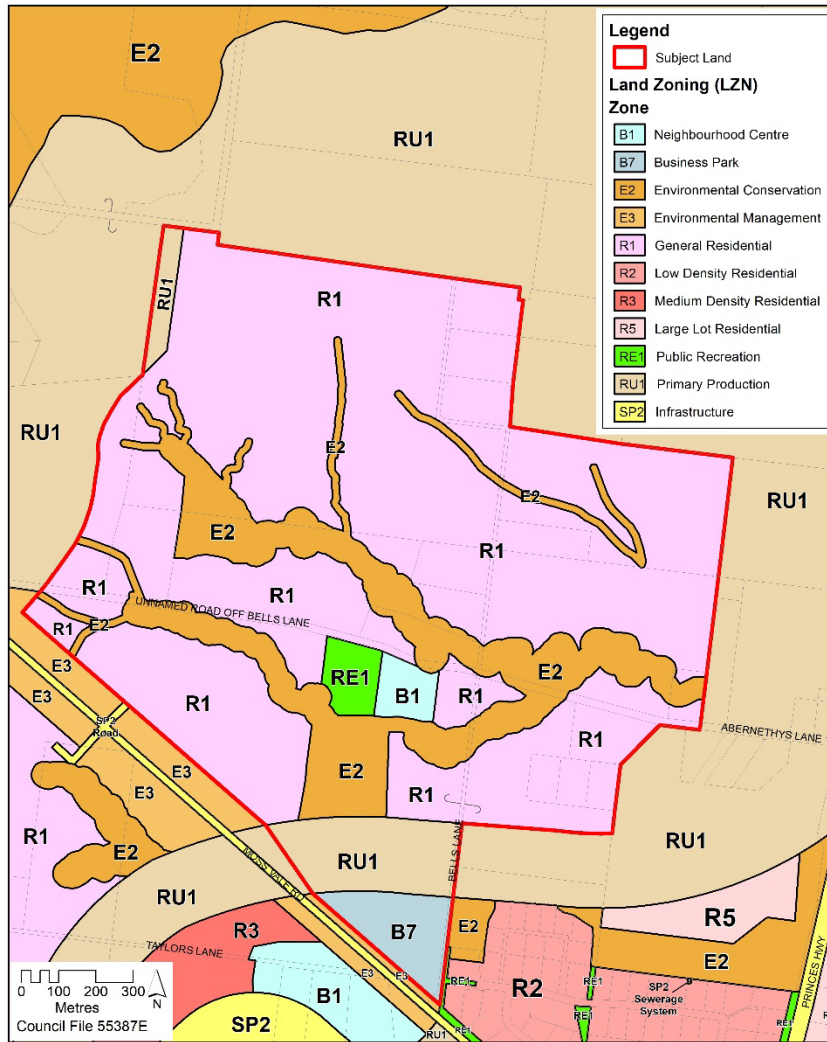 E2
RU1
Legend
Subject Land
Land Zoning (LZN)
Zone
B1 Neighbourhood Centre
B7 Business Park
E2 Environmental Conservation
E3 Environmental Management
R1 General Residential
R2 Low Density Residential
R3 Medium Density Residential
R5 Large Lot Residential
RE1 Public Recreation
RU1 Primary Production
SP2 Infrastructure
RU1
R1
RU1
E2
E2
RU1
E2
R1
R1
R1
UNNAMED ROAD OFF BELLS LANE
R1
E2
E3
E3
RE1
B1
R1
E2
R1
R1
ABERNETHYS LANE
SP2
Road
E3
E3
E2
R1
R1
E2
RU1
RU1
RU1
MOSS VALE RD
BELLS LANE
R3
TAYLORS LANE
B7
E2
R5
E2
E3
E3
B1
SP2
RE1
R2
RE1
SP2
Sewerage
System
RE1
RE1
RU1
PRINCES HWY
0 50 100 200 300
Metres
N
Council File 55387E